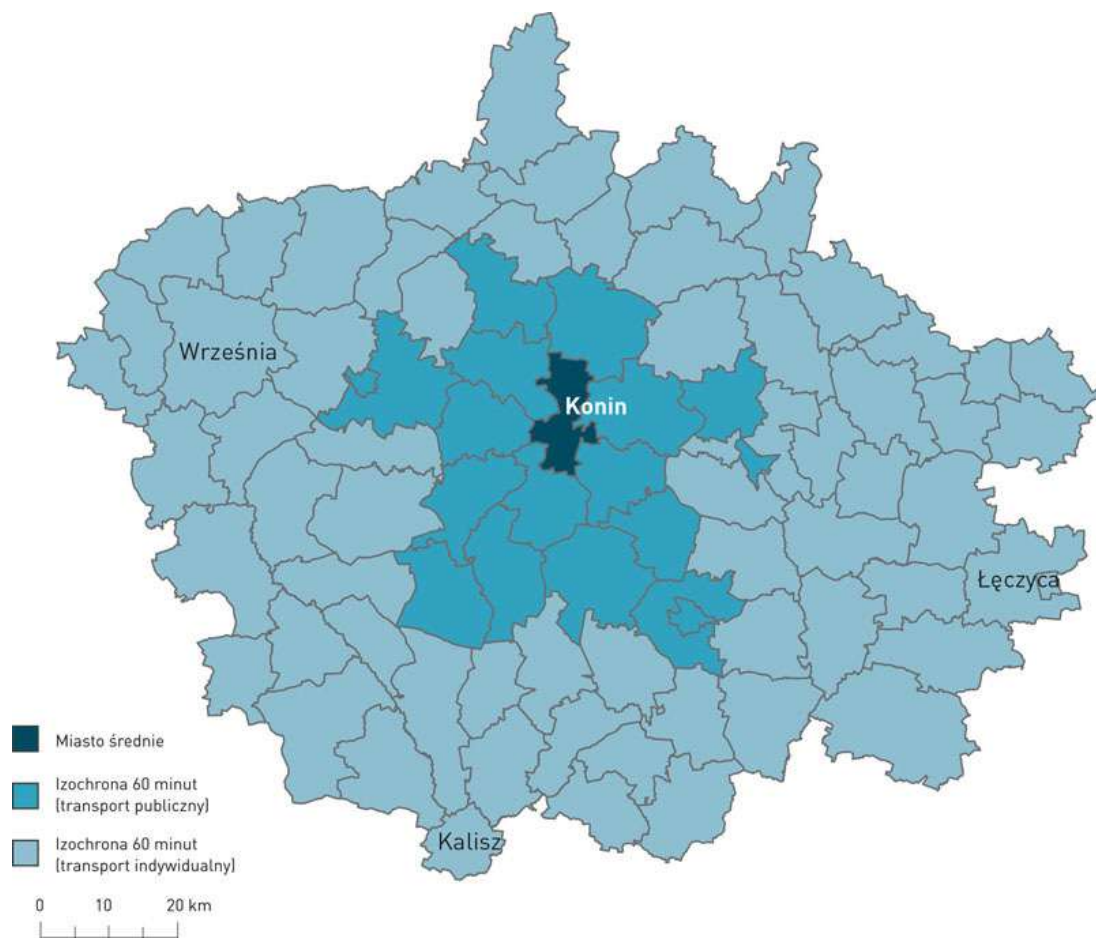 Września
Konin
Łęczyca
Kalisz
Miasto średnie
Izochrona 60 minut
(transport publiczny)
Izochrona 60 minut
(transport indywidualny)
0 10 20 km